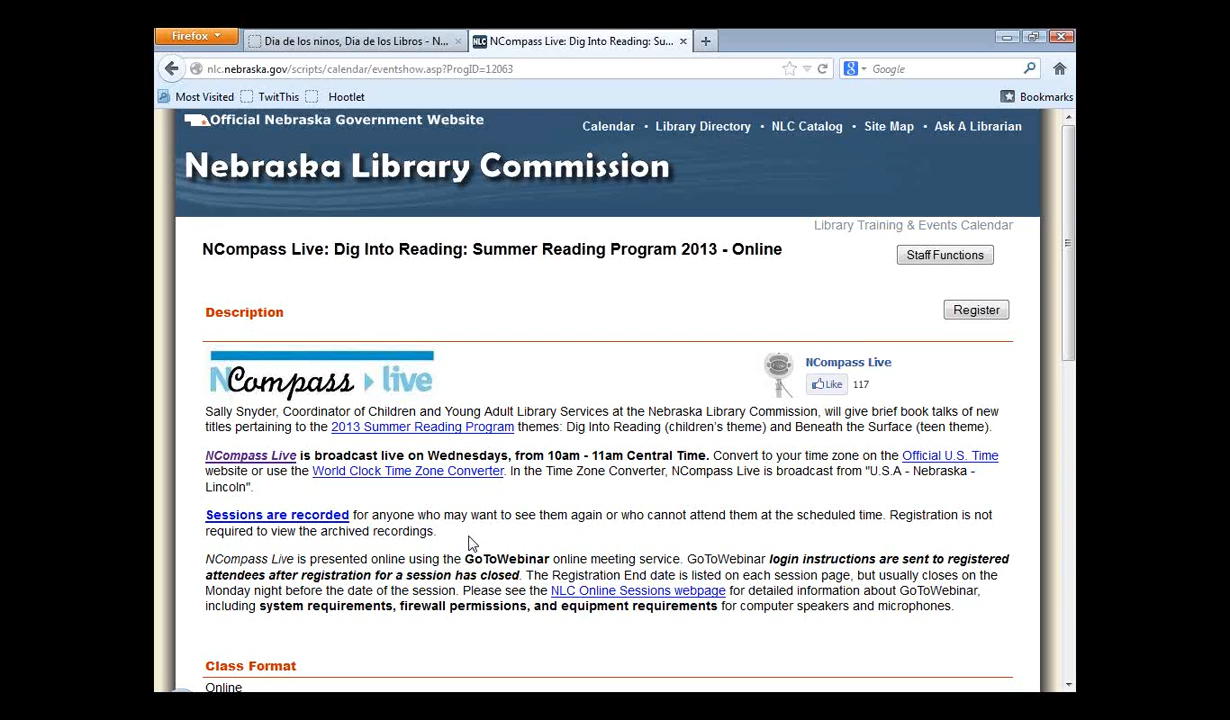 Firefox
Dia de los ninos, Dia de los Libros - N...
NLC NCompass Live: Dig Into Reading: Su...
nlc.nebraska.gov/scripts/calendar/eventshow.asp?ProgID=12063
Google
Most Visited TwitThis Hootlet Bookmarks
Official Nebraska Government Website
Calendar • Library Directory • NLC Catalog • Site Map • Ask A Librarian
Nebraska Library Commission
Library Training & Events Calendar
NCompass Live: Dig Into Reading: Summer Reading Program 2013 - Online
Staff Functions
Description
Register
NCompass live
NCompass Live
Like 117
Sally Snyder, Coordinator of Children and Young Adult Library Services at the Nebraska Library Commission, will give brief book talks of new
titles pertaining to the 2013 Summer Reading Program themes: Dig Into Reading (children's theme) and Beneath the Surface (teen theme).
NCompass Live is broadcast live on Wednesdays, from 10am - 11am Central Time. Convert to your time zone on the Official U.S. Time
website or use the World Clock Time Zone Converter. In the Time Zone Converter, NCompass Live is broadcast from "U.S.A - Nebraska -
Lincoln".
Sessions are recorded for anyone who may want to see them again or who cannot attend them at the scheduled time. Registration is not
required to view the archived recordings.
NCompass Live is presented online using the GoToWebinar online meeting service. GoToWebinar login instructions are sent to registered
attendees after registration for a session has closed. The Registration End date is listed on each session page, but usually closes on the
Monday night before the date of the session. Please see the NLC Online Sessions webpage for detailed information about GoToWebinar,
including system requirements, firewall permissions, and equipment requirements for computer speakers and microphones.
Class Format
Online